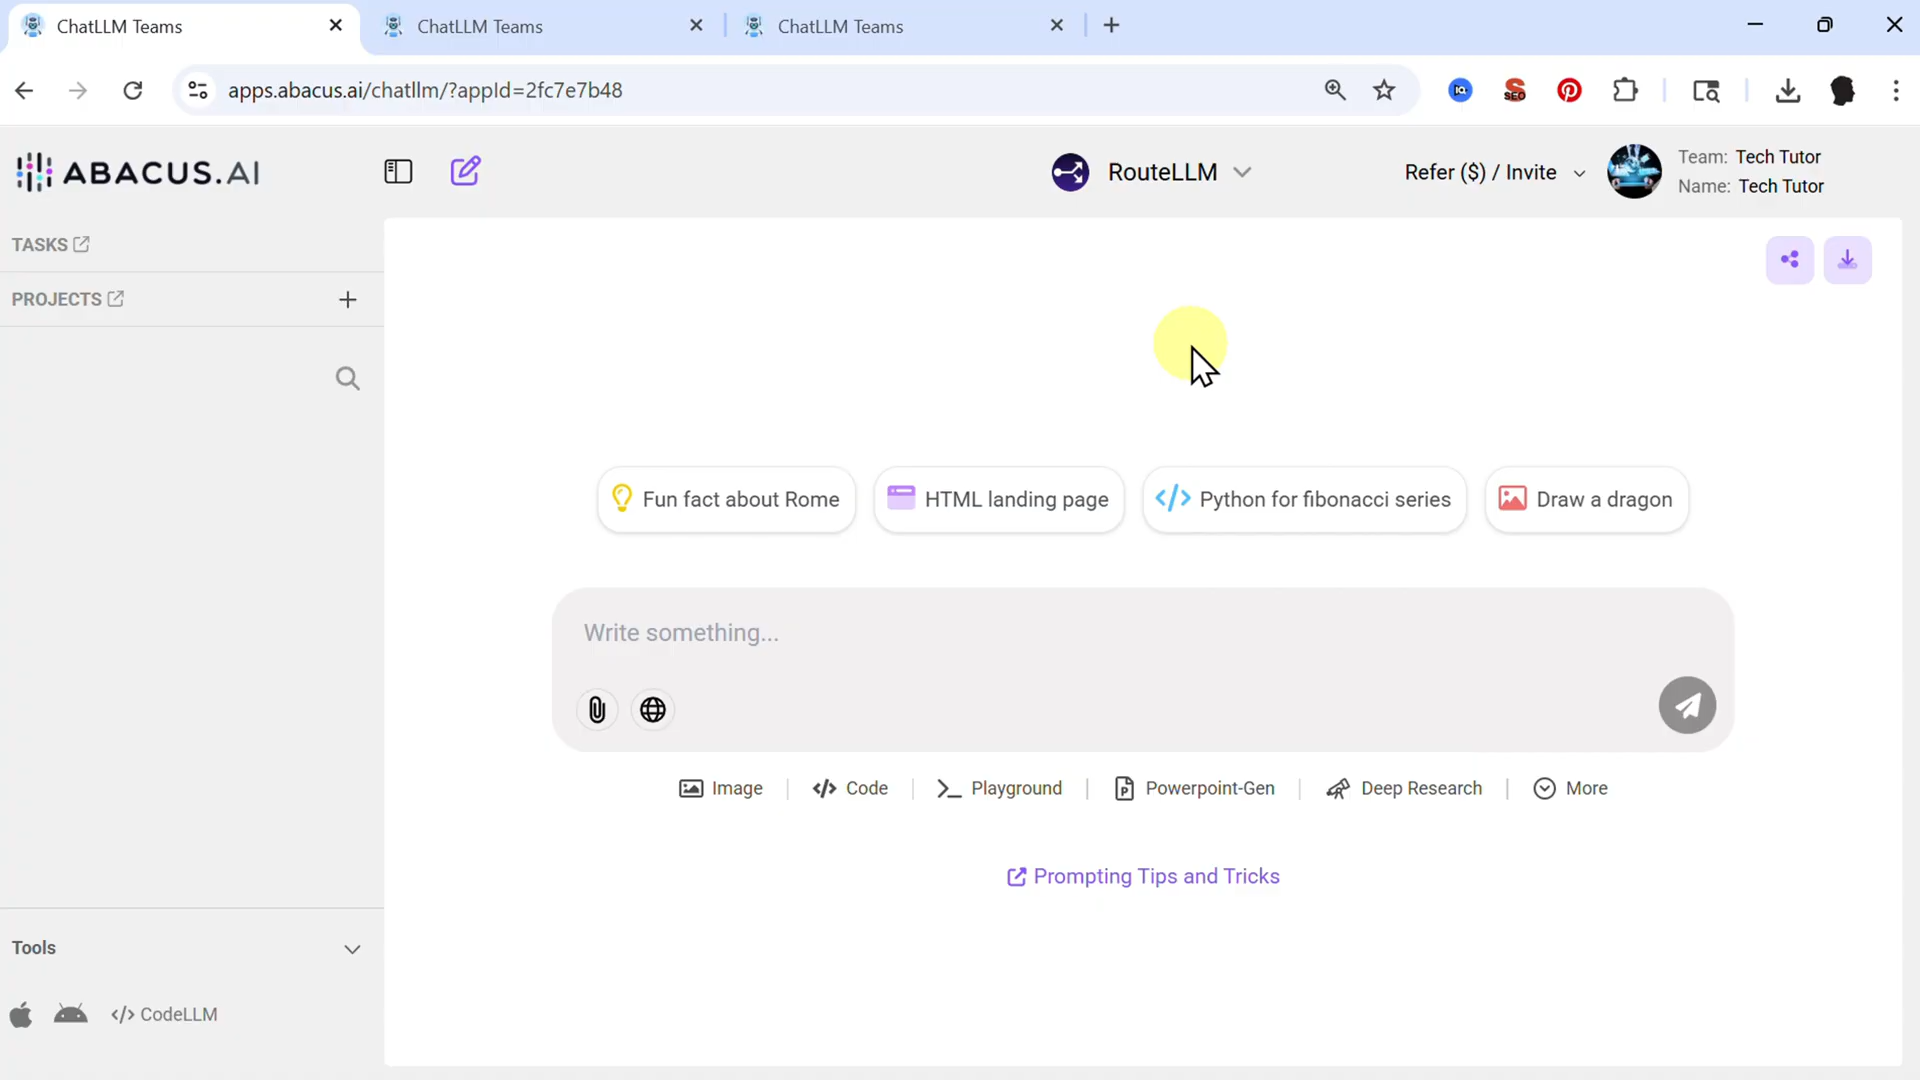 ChatLLM Teams
ChatLLM Teams
ChatLLM Teams
apps.abacus.ai/chatllm/?appId=2fc7e7b48
SEO
ABACUS.AI
RouteLLM
Refer ($) / Invite
Team: Tech Tutor
Name: Tech Tutor
TASKS
PROJECTS
Fun fact about Rome
HTML landing page
Python for fibonacci series
Draw a dragon
Write something...
Image
Code
Playground
Powerpoint-Gen
Deep Research
More
Prompting Tips and Tricks
Tools
</> CodeLLM